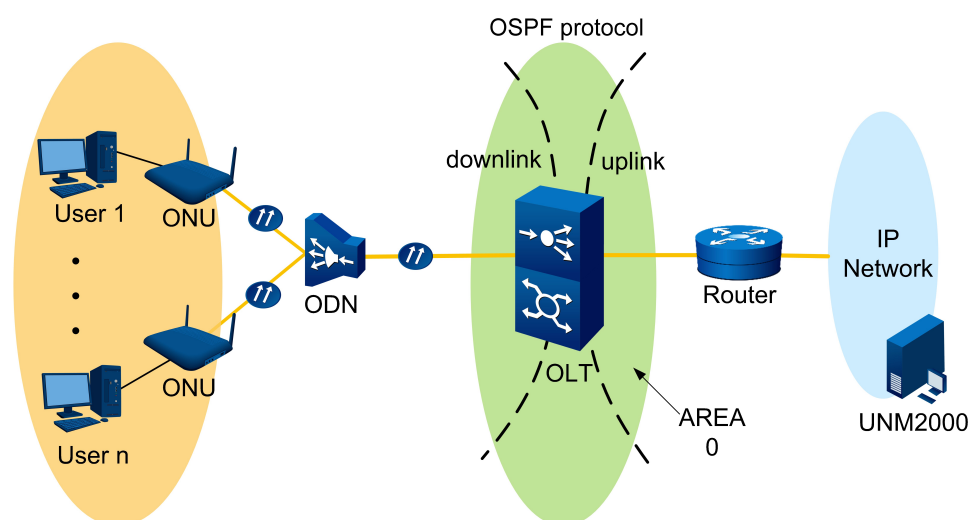 OSPF protocol
downlink
uplink
User 1
ONU
ODN
Router
IP
Network
OLT
ONU
User n
AREA
0
UNM2000